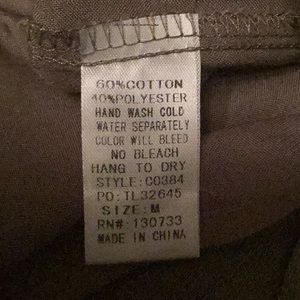 60%COTTON
40%POLYESTER
HAND WASH COLD
WATER SEPARATELY
COLOR WILL BLEED
NO BLEACH
HANG TO DRY
STYLE:C0384
PO:TL32645
SIZE:M
RN#:130733
MADE IN CHINA